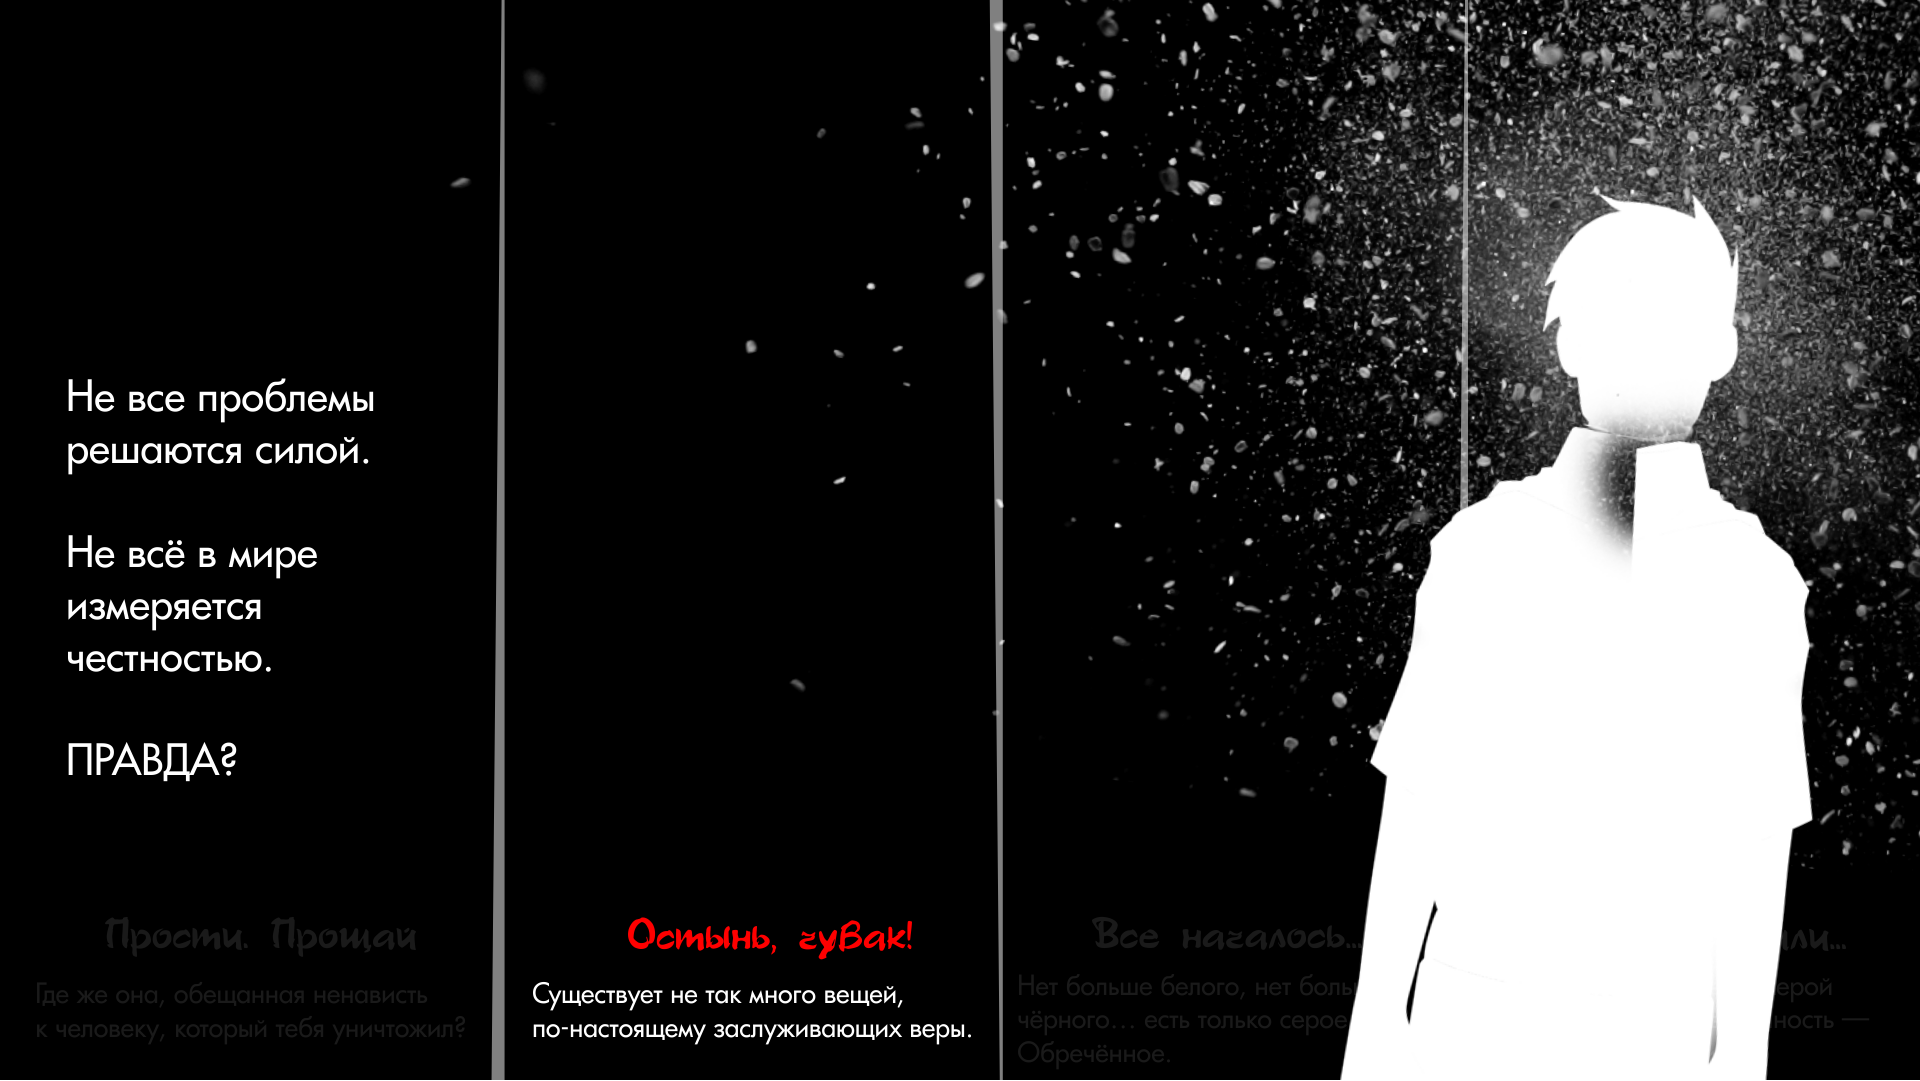 Не все проблемы
решаются силой.
Не всё в мире
измеряется
честностью.
ПРАВДА?
Прости. Прощай
Где же она, обещанная ненависть
к человеку, который тебя уничтожил?
Остынь, чувак!
Существует не так много вещей,
по-настоящему заслуживающих веры.
Все началось...
Нет больше белого, нет
чёрного... есть только серое
Обречённое.